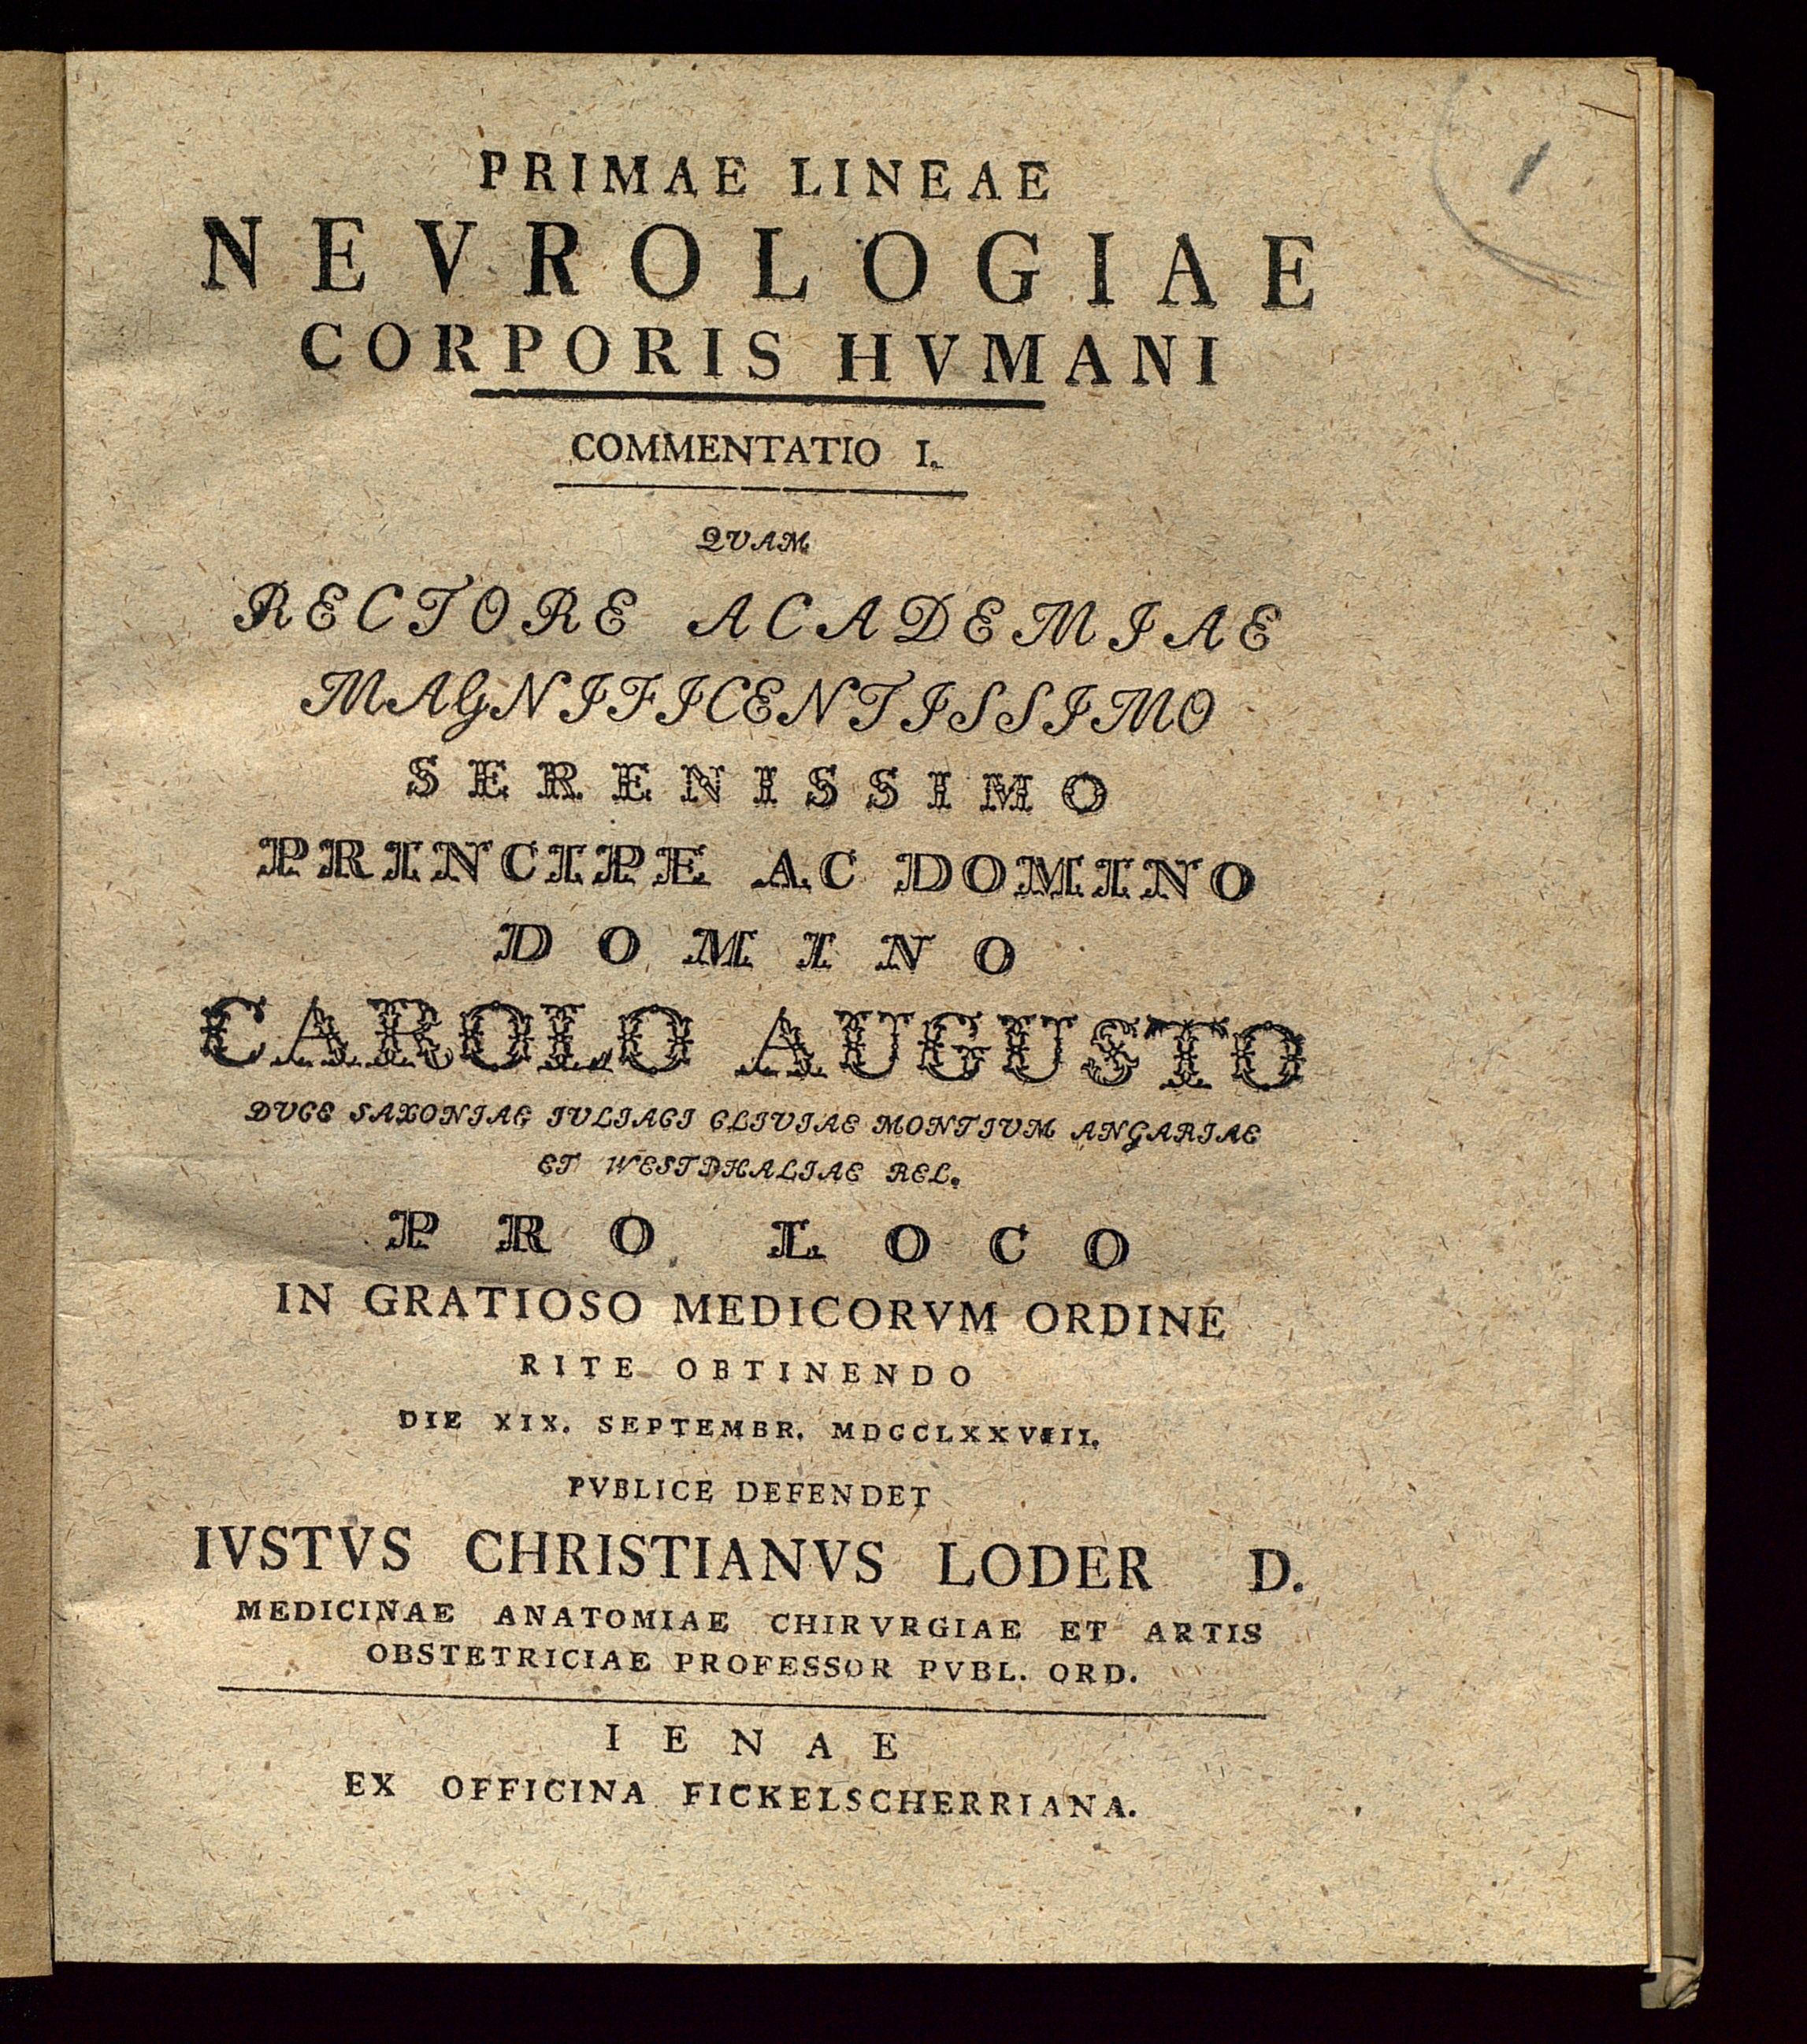 1
PRIMAE LINEAE
NEVROLOGIAE
CORPORIS HVMANI
COMMENTATIO I.
QVAM
RECTORE ACADEMIAE
MAGNIFICENTISSIMO
SERENISSIMO
PRINCIPE AC DOMINO
DOMINO
CAROLO AUGUSTO
DVCE SAXONIAE IVLIACI CLIVIAE MONTIVM ANGARIAE
ET WESTPHALIAE REL.
PRO LOCO
IN GRATIOSO MEDICORVM ORDINE
RITE OBTINENDO
DIE XIX. SEPTEMBR. MDCCLXXVIII.
PVBLICE DEFENDET
IVSTVS CHRISTIANVS LODER D.
MEDICINAE ANATOMIAE CHIRVRGIAE ET ARTIS
OBSTETRICIAE PROFESSOR PVBL. ORD.
IENAE
EX OFFICINA FICKELSCHERRIANA.